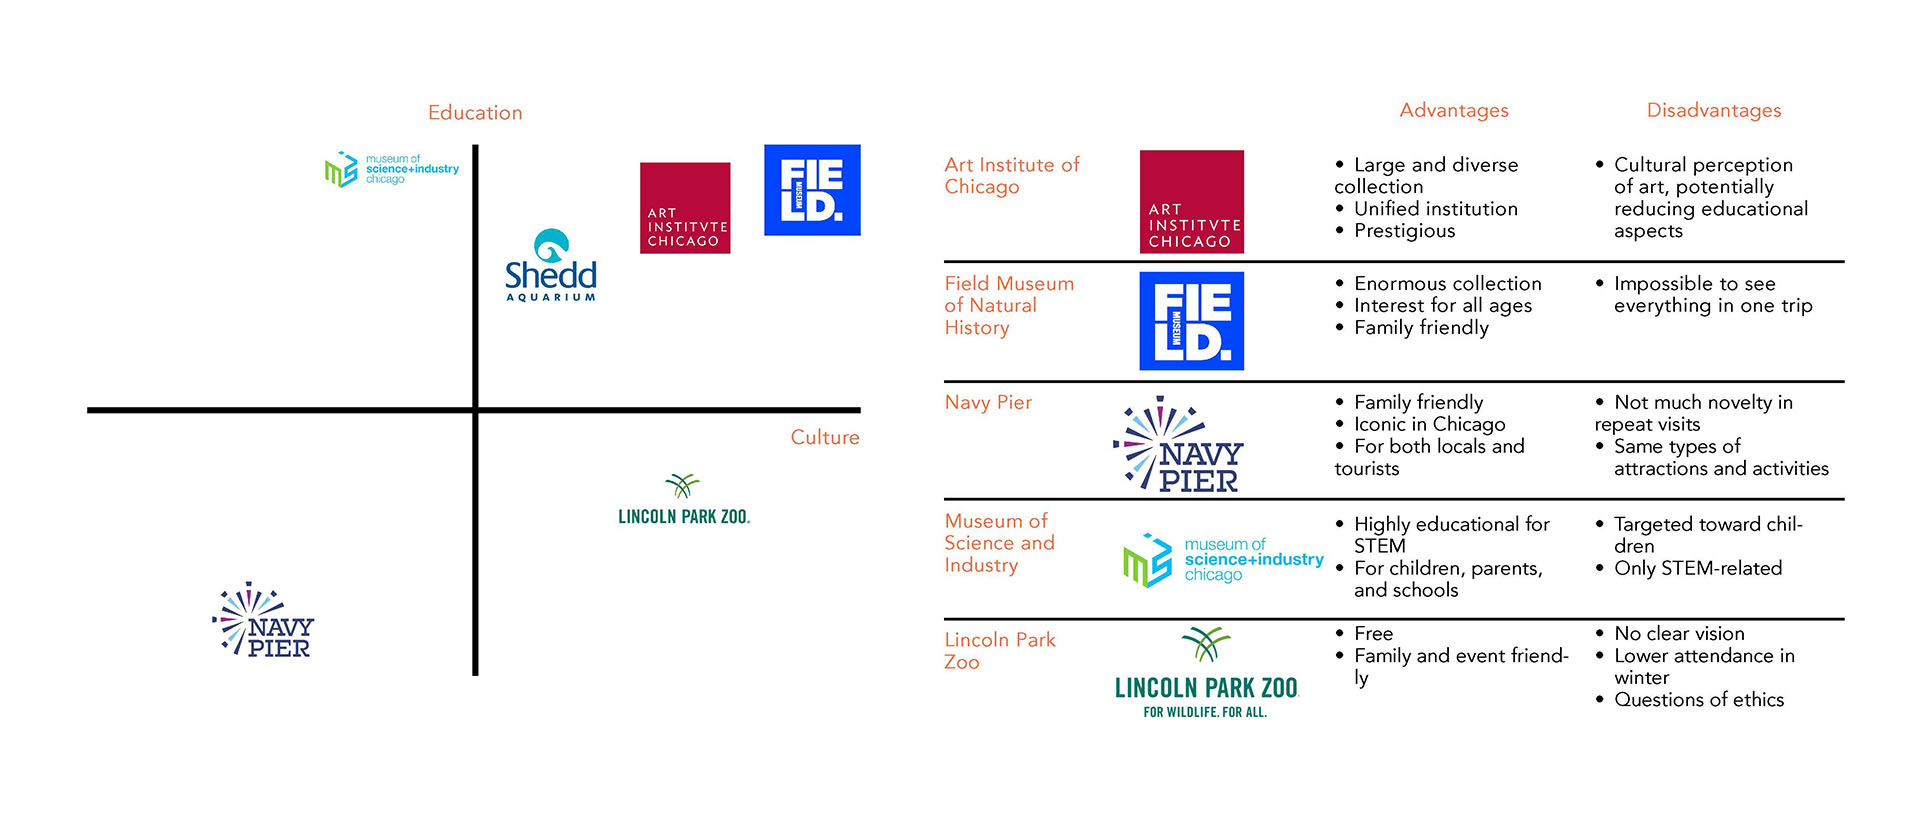 Education
museum of
science+industry
chicago
ART
INSTITVTE
CHICAGO
FIE
LD.
MUSEUM
Shedd
AQUARIUM
Culture
LINCOLN PARK ZOO.
NAVY
PIER
Advantages
Disadvantages
Art Institute of
Chicago
ART
INSTITVTE
CHICAGO
• Large and diverse
collection
• Unified institution
• Prestigious
• Cultural perception
of art, potentially
reducing educational
aspects
Field Museum
of Natural
History
FIE
LD.
MUSEUM
• Enormous collection
• Interest for all ages
• Family friendly
• Impossible to see
everything in one trip
Navy Pier
NAVY
PIER
• Family friendly
• Iconic in Chicago
• For both locals and
tourists
• Not much novelty in
repeat visits
• Same types of
attractions and activities
Museum of
Science and
Industry
museum of
science+industry
chicago
• Highly educational for
STEM
• For children, parents,
and schools
• Targeted toward chil-
dren
• Only STEM-related
Lincoln Park
Zoo
LINCOLN PARK ZOO
FOR WILDLIFE. FOR ALL.
• Free
• Family and event friend-
ly
• No clear vision
• Lower attendance in
winter
• Questions of ethics